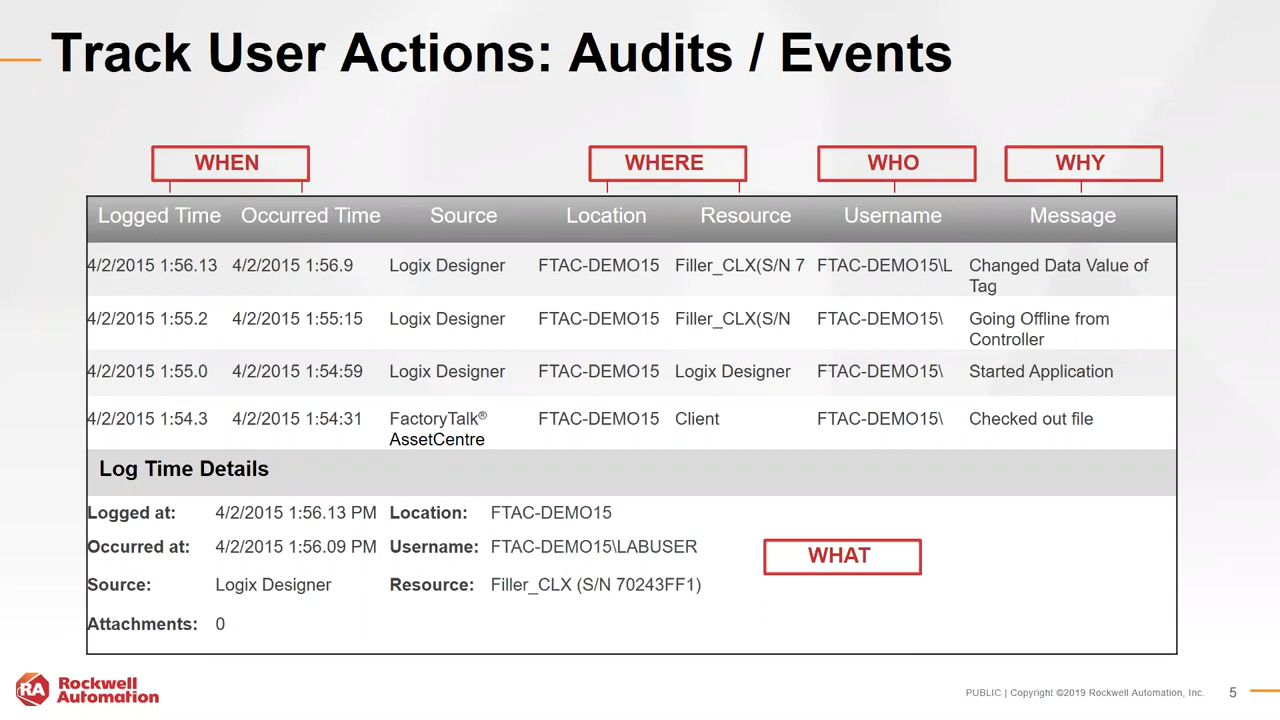 Track User Actions: Audits / Events
WHEN WHERE WHO WHY
Logged Time Occurred Time Source Location Resource Username Message
4/2/2015 1:56.13 4/2/2015 1:56.9 Logix Designer FTAC-DEMO15 Filler_CLX(S/N 7 FTAC-DEMO15\L Changed Data Value of
Tag
4/2/2015 1:55.2 4/2/2015 1:55:15 Logix Designer FTAC-DEMO15 Filler_CLX(S/N FTAC-DEMO15\ Going Offline from
Controller
4/2/2015 1:55.0 4/2/2015 1:54:59 Logix Designer FTAC-DEMO15 Logix Designer FTAC-DEMO15\ Started Application
4/2/2015 1:54.3 4/2/2015 1:54:31 FactoryTalk® FTAC-DEMO15 Client FTAC-DEMO15\ Checked out file
AssetCentre
Log Time Details
Logged at: 4/2/2015 1:56.13 PM Location: FTAC-DEMO15
Occurred at: 4/2/2015 1:56.09 PM Username: FTAC-DEMO15\LABUSER
WHAT
Source: Logix Designer Resource: Filler_CLX (S/N 70243FF1)
Attachments: 0
RA Rockwell
Automation
PUBLIC | Copyright ©2019 Rockwell Automation, Inc. 5